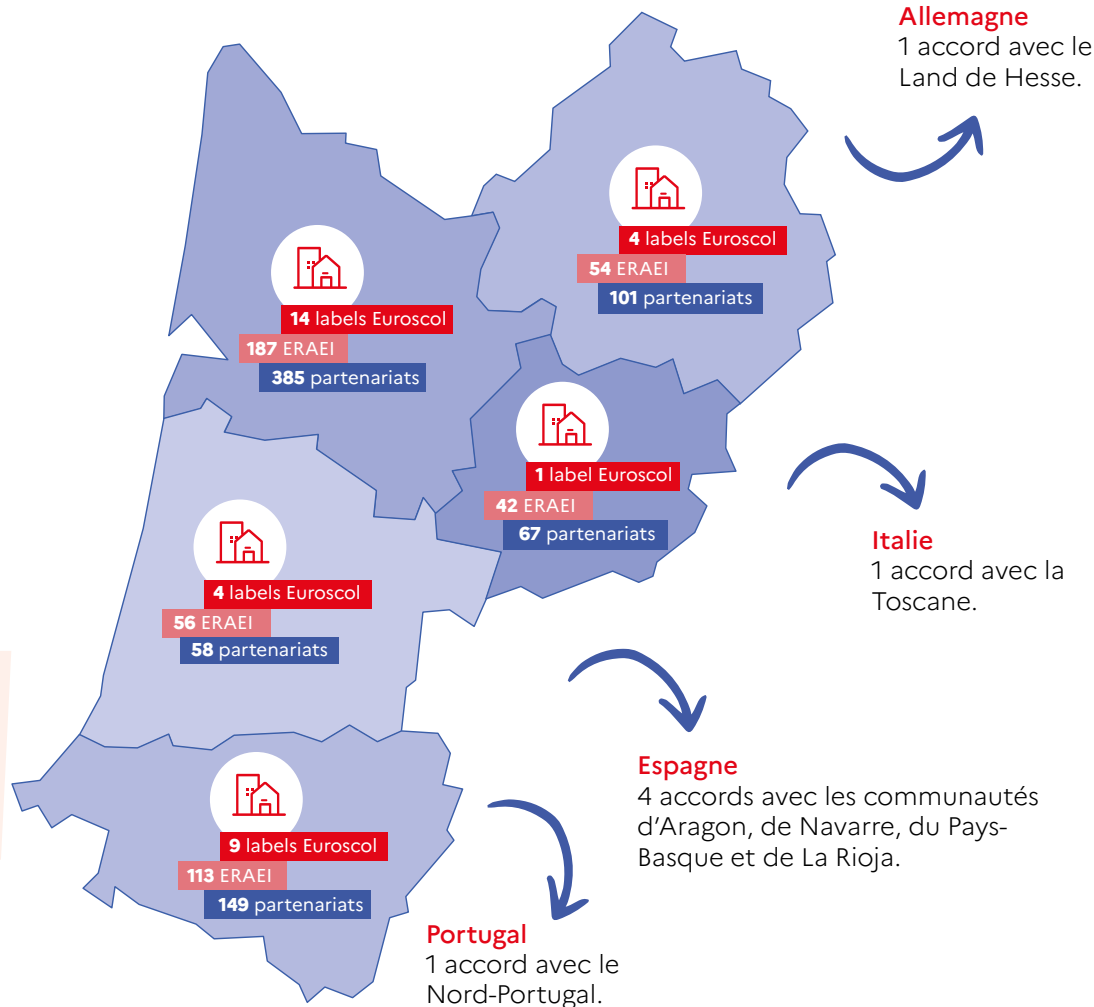 Allemagne
1 accord avec le
Land de Hesse.
4 labels Euroscol
54 ERAEI
101 partenariats
14 labels Euroscol
187 ERAEI
385 partenariats
1 label Euroscol
42 ERAEI
67 partenariats
Italie
1 accord avec la
Toscane.
4 labels Euroscol
56 ERAEI
58 partenariats
Espagne
4 accords avec les communautés
d'Aragon, de Navarre, du Pays-
Basque et de La Rioja.
9 labels Euroscol
113 ERAEI
149 partenariats
Portugal
1 accord avec le
Nord-Portugal.